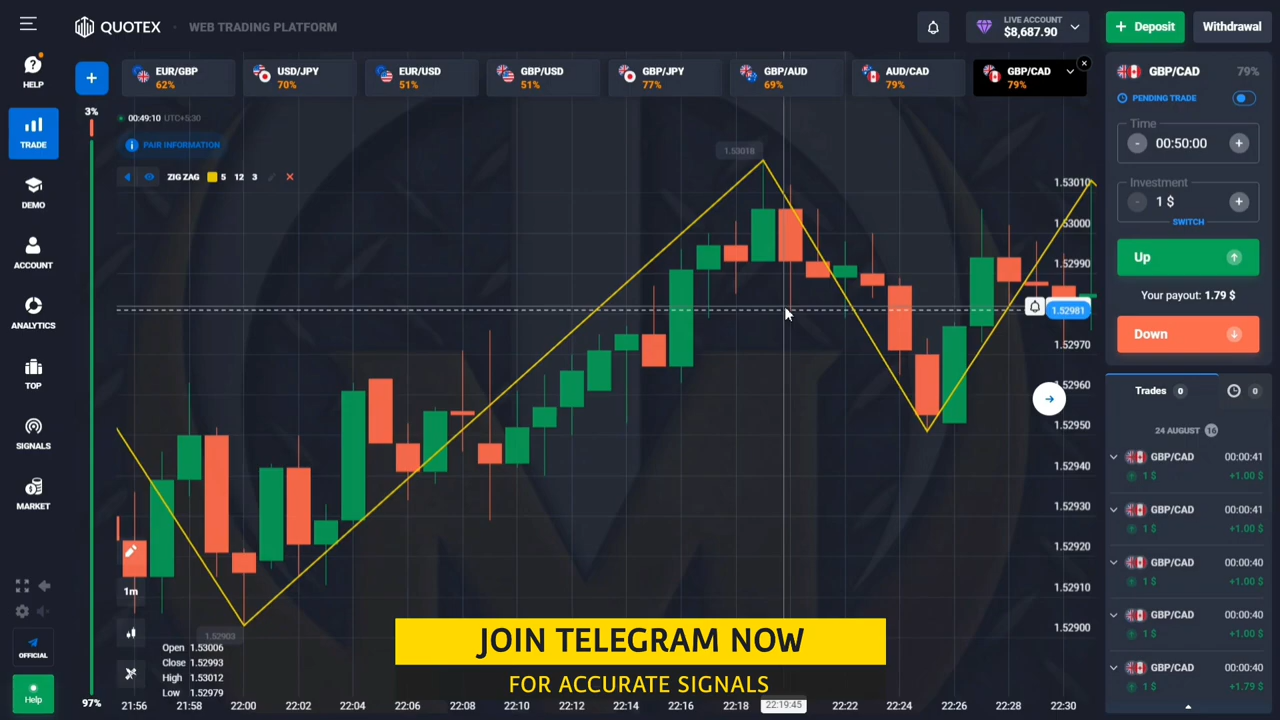 QUOTEX
WEB TRADING PLATFORM
LIVE ACCOUNT
$8,687.90
+ Deposit
Withdrawal
HELP
TRADE
DEMO
ACCOUNT
ANALYTICS
TOP
SIGNALS
MARKET
OFFICIAL
Help
+
EUR/GBP
62%
USD/JPY
70%
EUR/USD
51%
GBP/USD
51%
GBP/JPY
77%
GBP/AUD
69%
AUD/CAD
79%
GBP/CAD
79%
3%
97%
00:49:10 UTC+5:30
PAIR INFORMATION
ZIG ZAG 5 12 3
1.53018
1.52903
1.53010
1.53000
1.52990
1.52981
1.52970
1.52960
1.52950
1.52940
1.52930
1.52920
1.52910
1.52900
1m
Open 1.53006
Close 1.52993
High 1.53012
Low 1.52979
JOIN TELEGRAM NOW
FOR ACCURATE SIGNALS
21:56 21:58 22:00 22:02 22:04 22:06 22:08 22:10 22:12 22:14 22:16 22:18 22:19:45 22:22 22:24 22:26 22:28 22:30
GBP/CAD 79%
PENDING TRADE
Time
- 00:50:00 +
Investment
- 1 $ +
SWITCH
Up
Your payout: 1.79 $
Down
Trades 0 0
24 AUGUST 16
GBP/CAD 00:00:41
1 $ +1.00 $
GBP/CAD 00:00:41
1 $ +1.00 $
GBP/CAD 00:00:40
1 $ +1.00 $
GBP/CAD 00:00:40
1 $ +1.00 $
GBP/CAD 00:00:40
1 $ +1.79 $